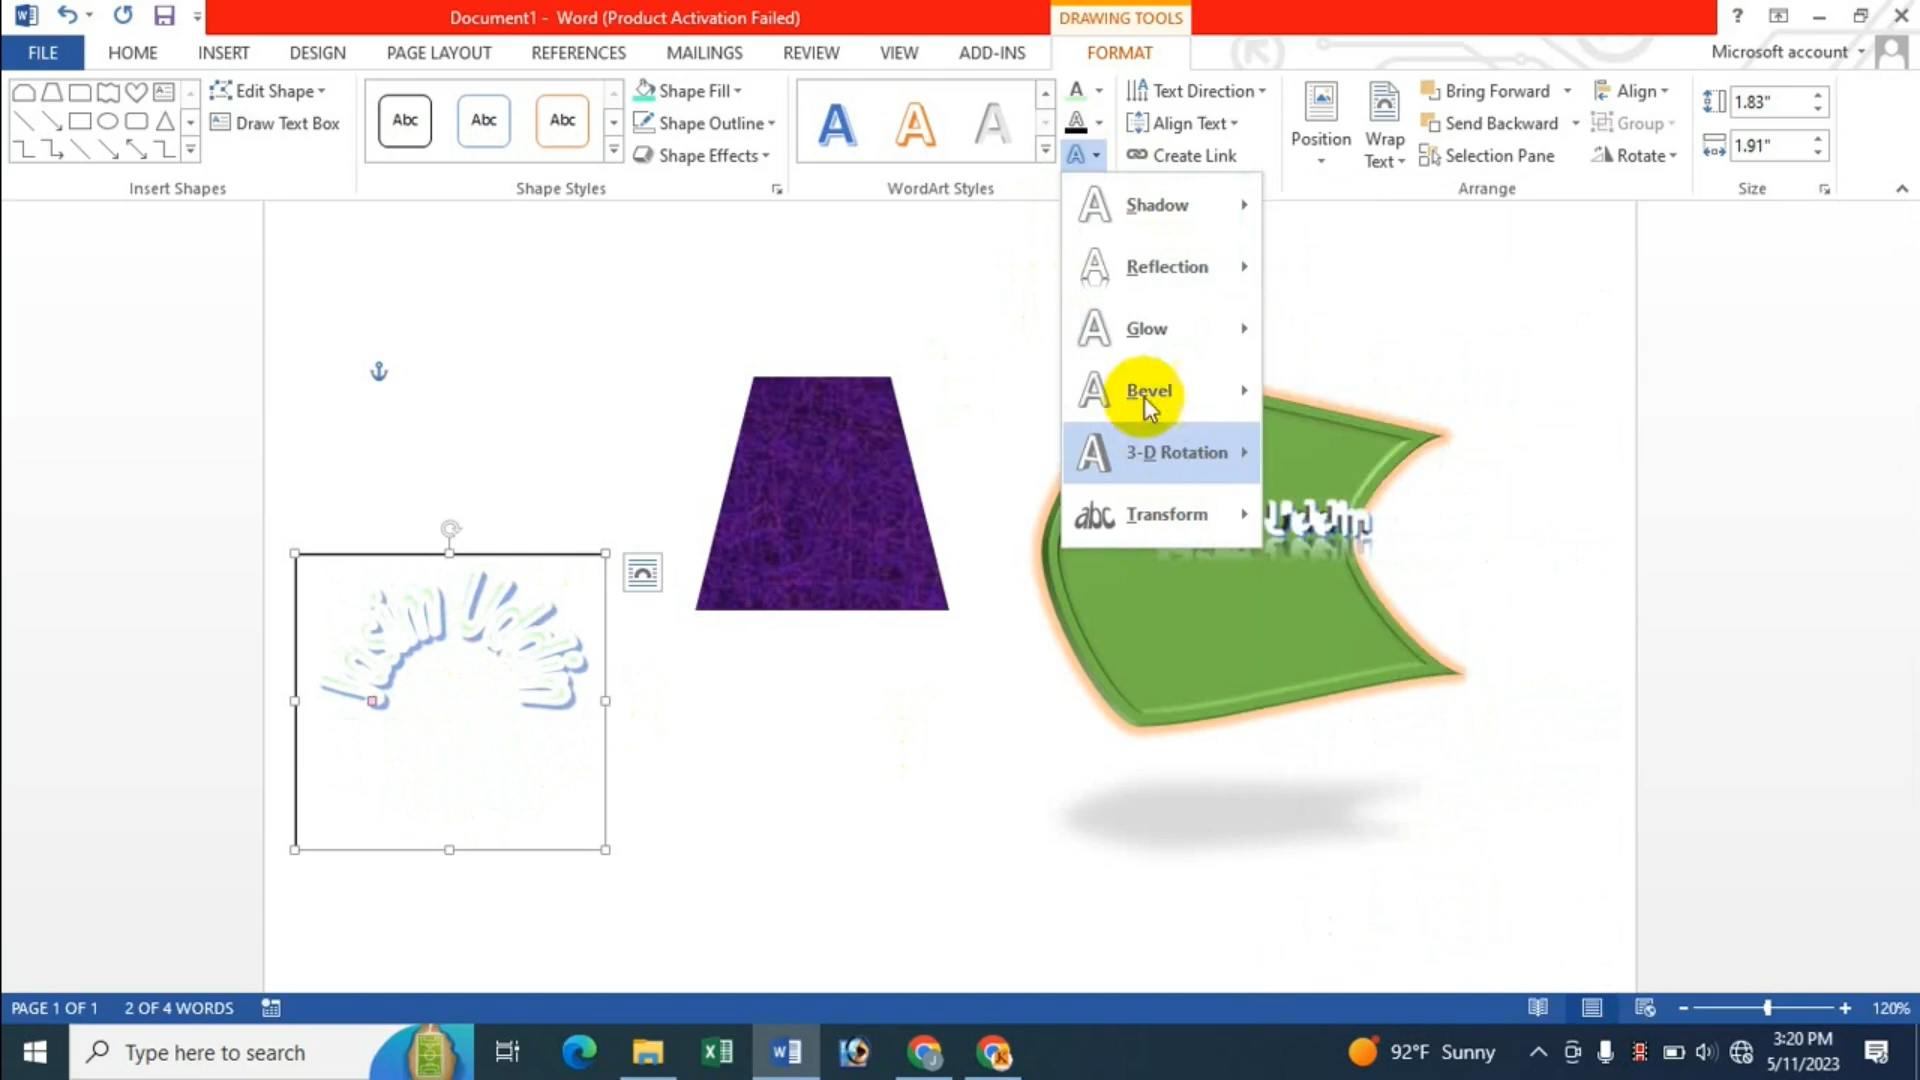 Document1 - Word (Product Activation Failed)
DRAWING TOOLS
?
FILE
HOME
INSERT
DESIGN
PAGE LAYOUT
REFERENCES
MAILINGS
REVIEW
VIEW
ADD-INS
FORMAT
Microsoft account
Edit Shape
Draw Text Box
Insert Shapes
Abc
Abc
Abc
Shape Fill
Shape Outline
Shape Effects
Shape Styles
A
A
A
WordArt Styles
A
A
A
Text Direction
Align Text
Create Link
Position
Wrap
Text
Bring Forward
Send Backward
Selection Pane
Align
Group
Rotate
Arrange
1.83"
1.91"
Size
A Shadow
A Reflection
A Glow
A Bevel
A 3-D Rotation
abc Transform
Jasim Uddin
PAGE 1 OF 1
2 OF 4 WORDS
120%
Type here to search
92°F Sunny
3:20 PM
5/11/2023